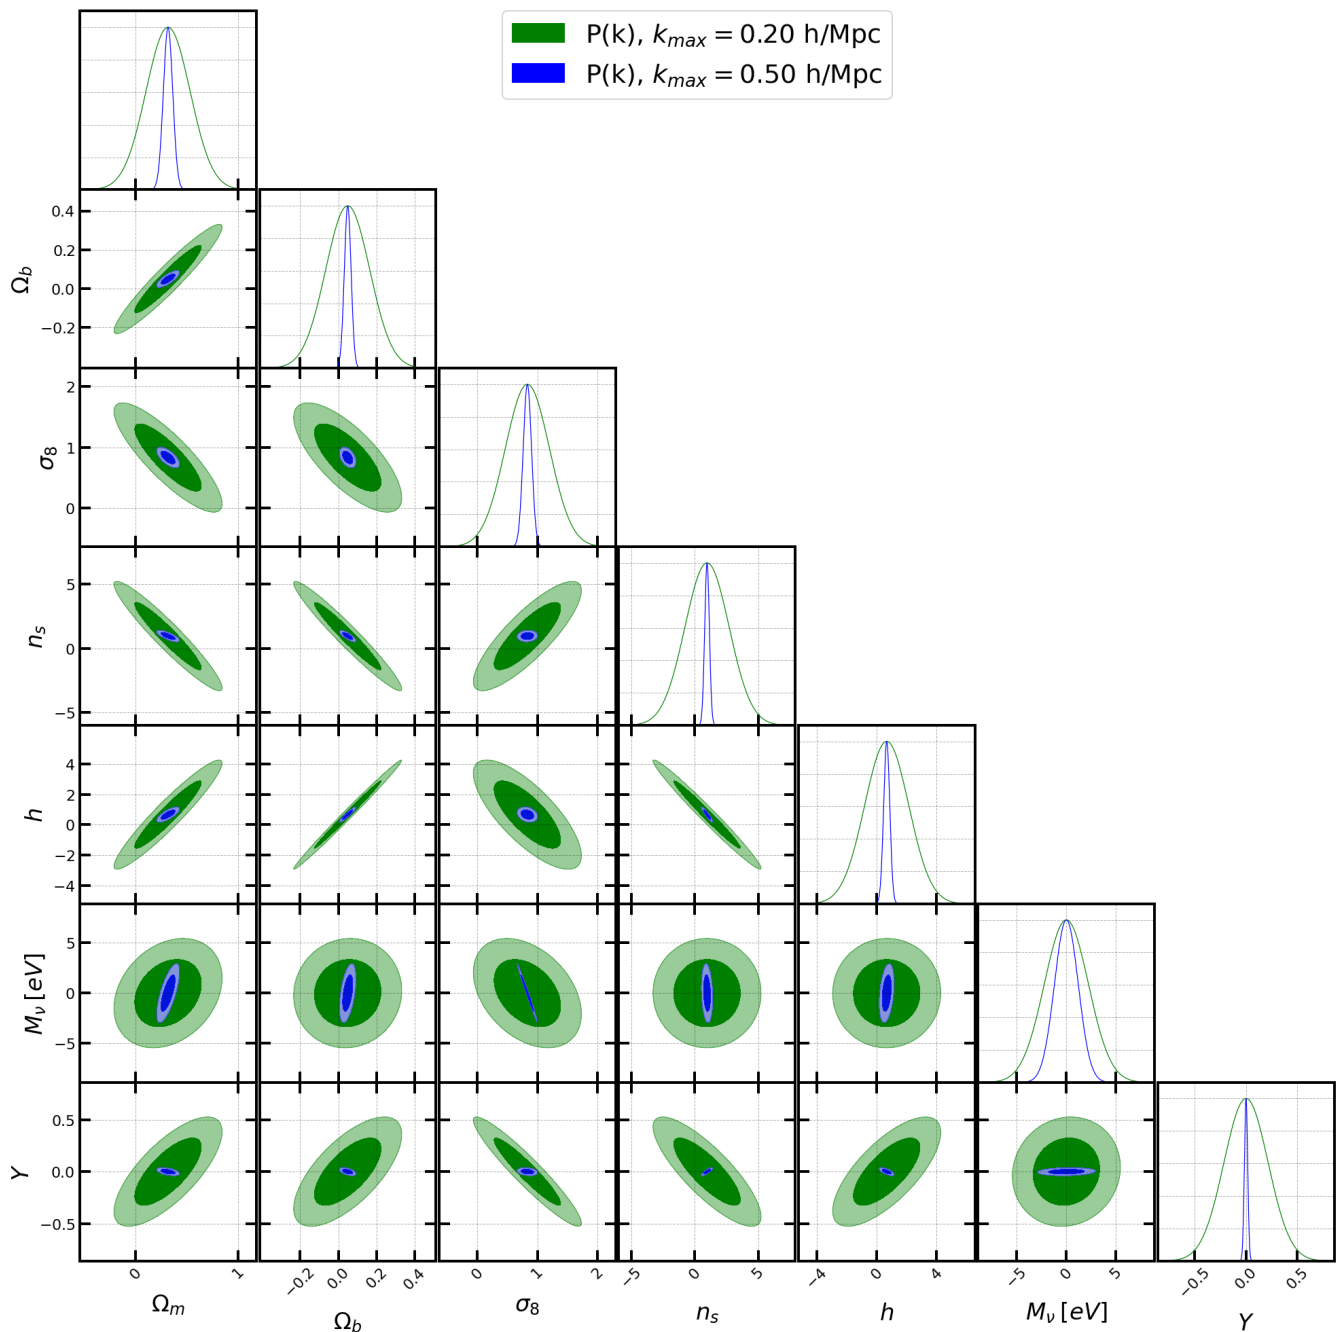 P(k), k_max = 0.20 h/Mpc
P(k), k_max = 0.50 h/Mpc
Ω_b
0.4
0.2
0.0
−0.2
σ_8
2
1
0
n_s
5
0
−5
h
4
2
0
−2
−4
M_ν [eV]
5
0
−5
Y
0.5
0.0
−0.5
0 1
−0.2 0.0 0.2 0.4
0 1 2
−5 0 5
−4 0 4
−5 0 5
−0.5 0.0 0.5
Ω_m
Ω_b
σ_8
n_s
h
M_ν [eV]
Y